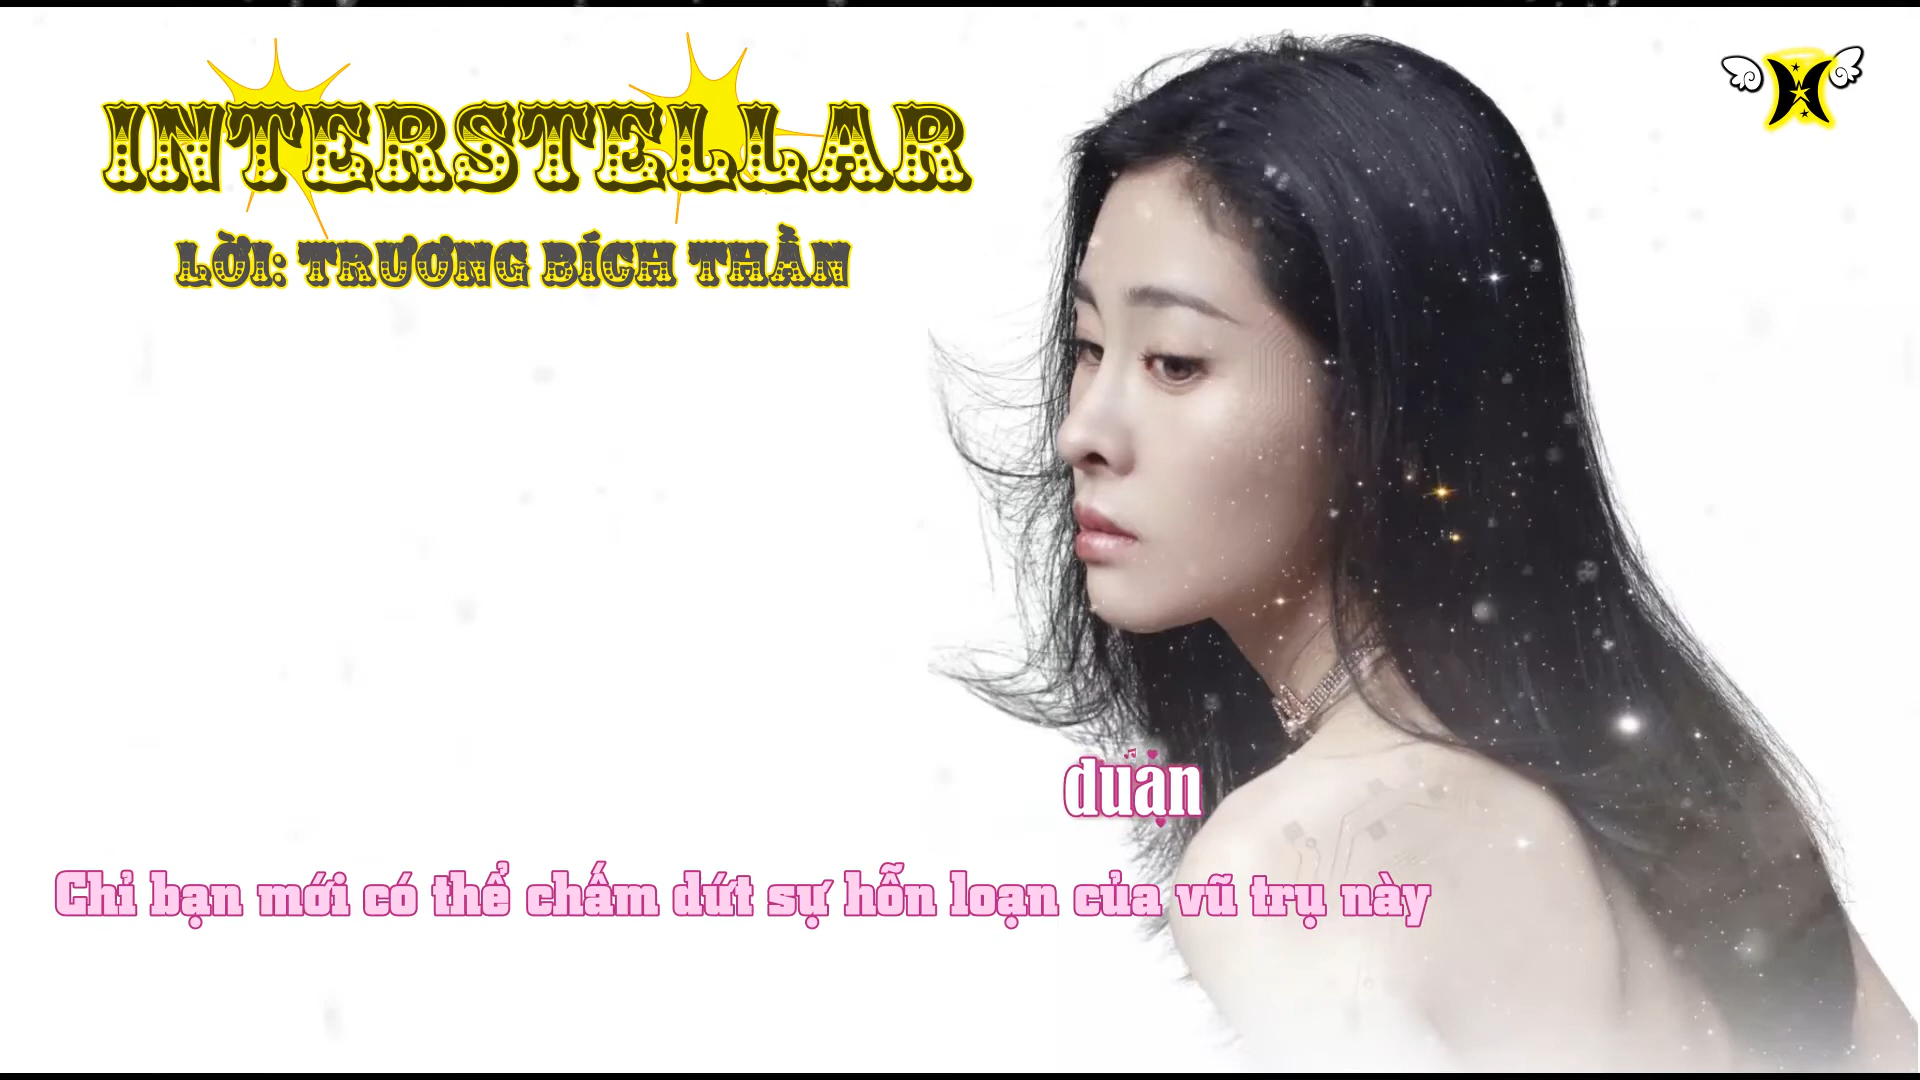 INTERSTELLAR
LỜI: TRƯƠNG BÍCH THẦN
duạn
Chỉ bạn mới có thể chấm dứt sự hỗn loạn của vũ trụ này